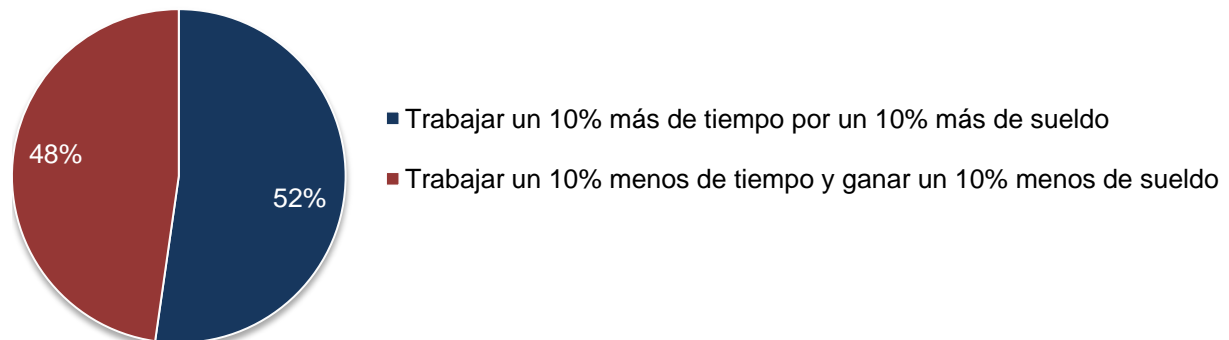 Trabajar un 10% más de tiempo por un 10% más de sueldo
48%
Trabajar un 10% menos de tiempo y ganar un 10% menos de sueldo
52%